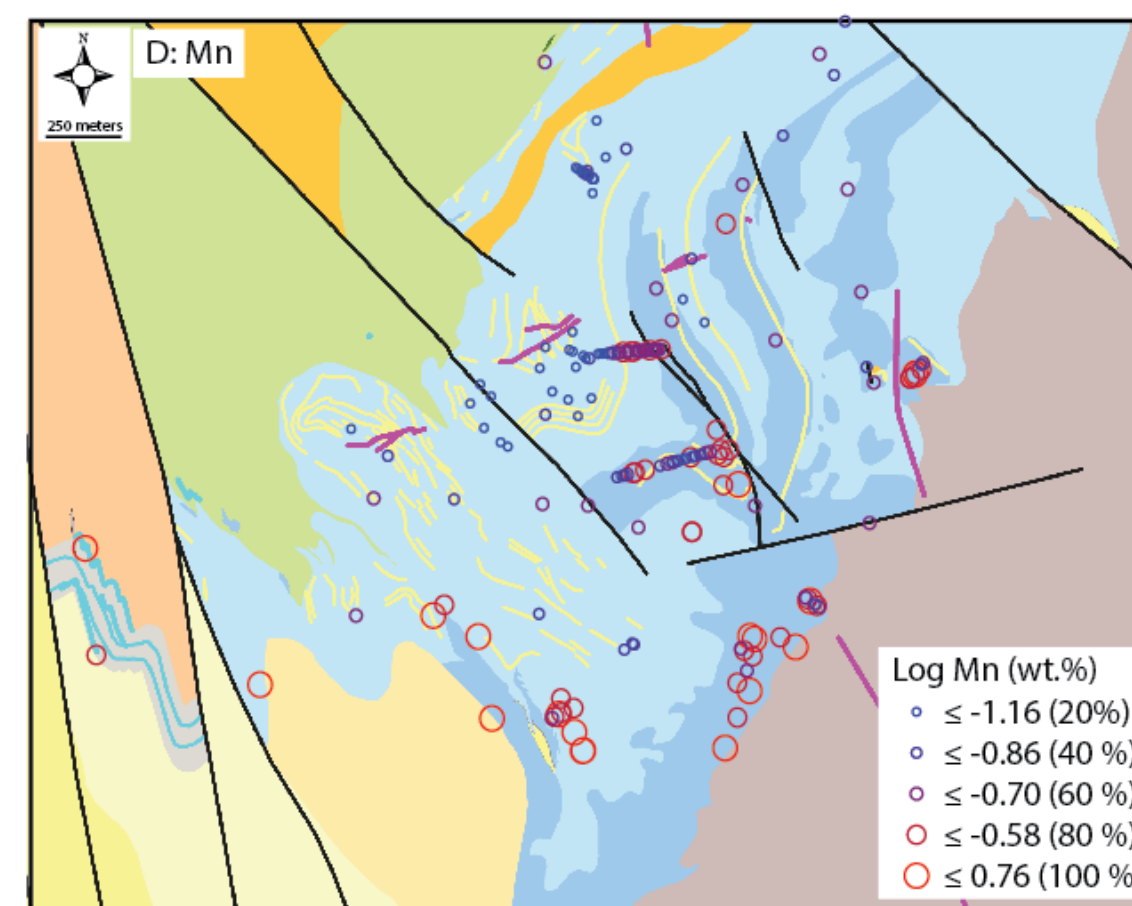 N
250 meters
D: Mn
Log Mn (wt.%)
≤ -1.16 (20%)
≤ -0.86 (40 %)
≤ -0.70 (60 %)
≤ -0.58 (80 %)
≤ 0.76 (100 %